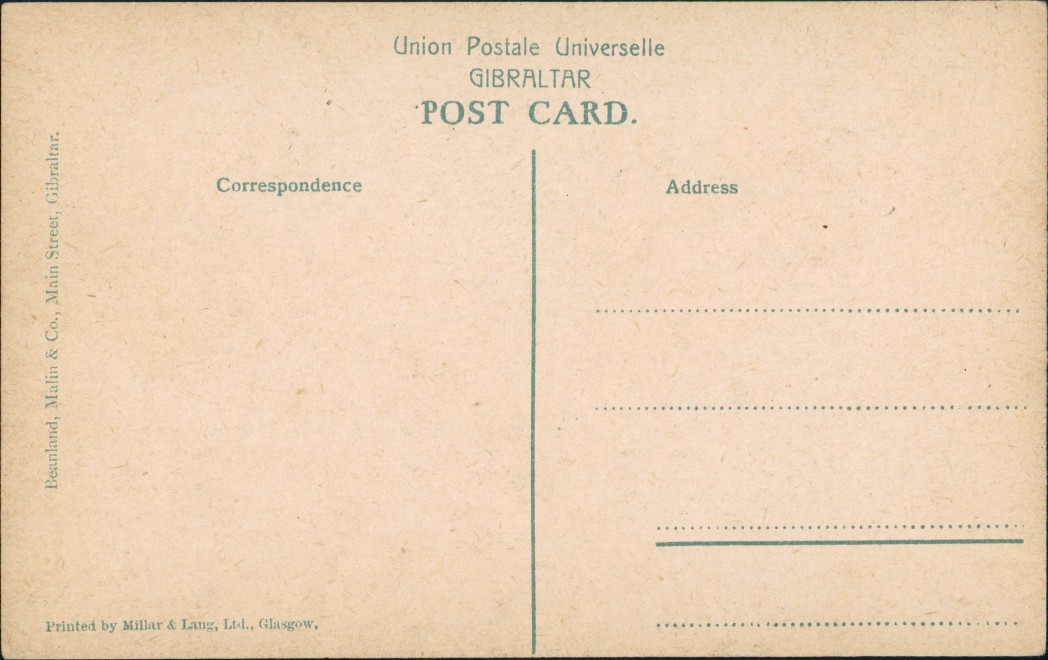 Union Postale Universelle
GIBRALTAR
POST CARD.
Correspondence
Address
Beanland, Malin & Co., Main Street, Gibraltar.
Printed by Millar & Lang, Ltd., Glasgow.